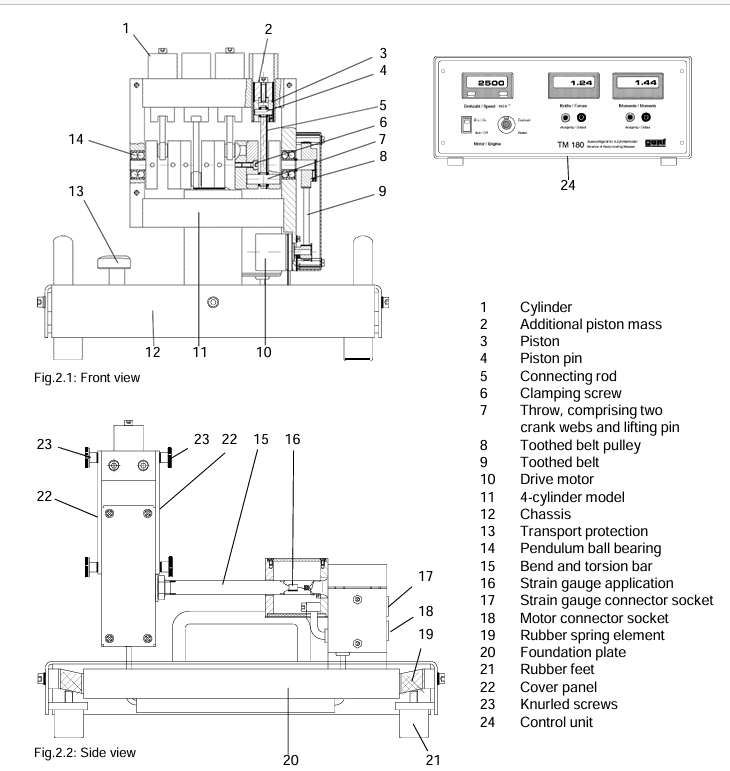 1
2
3
4
5
6
7
8
9
10
11
12
13
14
Fig.2.1: Front view
2500
1.24
1.44
Drehzahl / Speed min⁻¹
Kräfte / Forces
Momente / Moments
Ausgang / Output
Ausgang / Output
Motor / Engine
TM 180
gunt
24
1 Cylinder
2 Additional piston mass
3 Piston
4 Piston pin
5 Connecting rod
6 Clamping screw
7 Throw, comprising two
crank webs and lifting pin
8 Toothed belt pulley
9 Toothed belt
10 Drive motor
11 4-cylinder model
12 Chassis
13 Transport protection
14 Pendulum ball bearing
15 Bend and torsion bar
16 Strain gauge application
17 Strain gauge connector socket
18 Motor connector socket
19 Rubber spring element
20 Foundation plate
21 Rubber feet
22 Cover panel
23 Knurled screws
24 Control unit
23
23
22
15
16
22
17
18
19
20
21
Fig.2.2: Side view